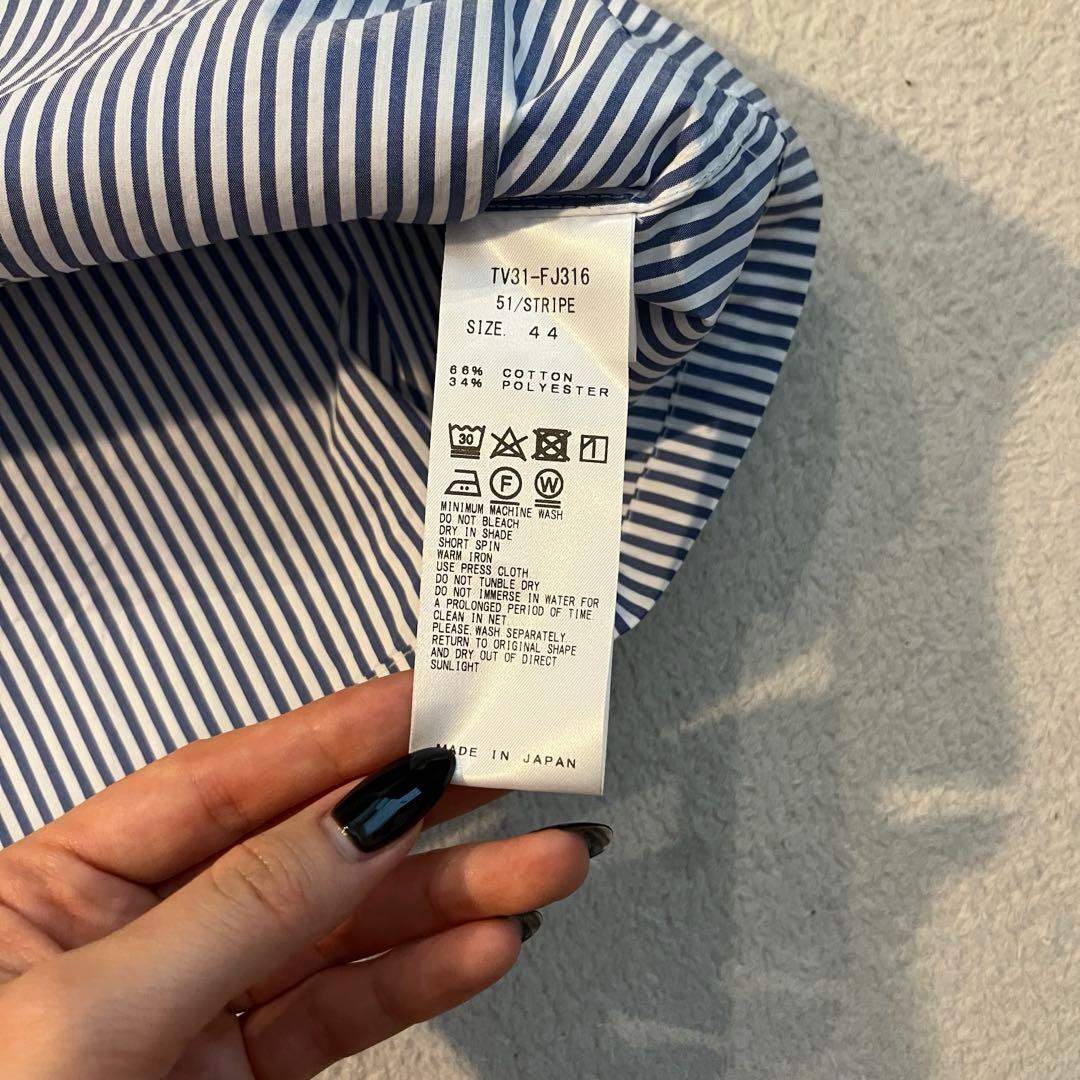 TV31-FJ316
51/STRIPE
SIZE. 44
66% COTTON
34% POLYESTER
30
F W
MINIMUM MACHINE WASH
DO NOT BLEACH
DRY IN SHADE
SHORT SPIN
WARM IRON
USE PRESS CLOTH
DO NOT TUNBLE DRY
DO NOT IMMERSE IN WATER FOR
A PROLONGED PERIOD OF TIME
CLEAN IN NET
PLEASE.WASH SEPARATELY
RETURN TO ORIGINAL SHAPE
AND DRY OUT OF DIRECT
SUNLIGHT
MADE IN JAPAN